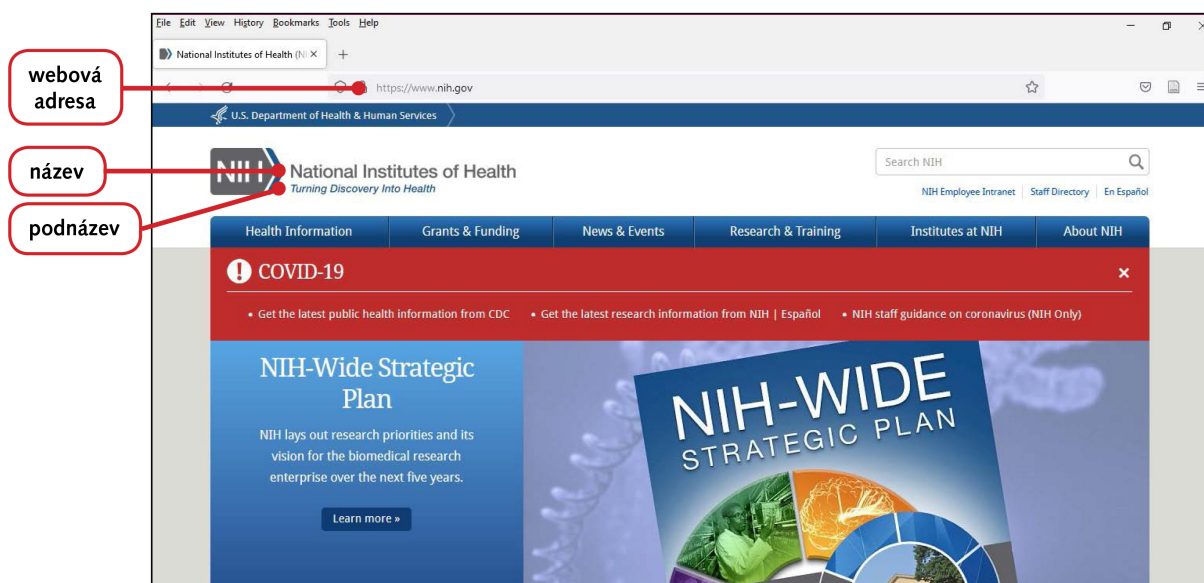 File Edit View History Bookmarks Tools Help
National Institutes of Health (NI
webová
adresa
https://www.nih.gov
U.S. Department of Health & Human Services
název
NIH
National Institutes of Health
Turning Discovery Into Health
Search NIH
NIH Employee Intranet Staff Directory En Español
podnázev
Health Information Grants & Funding News & Events Research & Training Institutes at NIH About NIH
COVID-19
• Get the latest public health information from CDC • Get the latest research information from NIH | Español • NIH staff guidance on coronavirus (NIH Only)
NIH-Wide Strategic
Plan
NIH lays out research priorities and its
vision for the biomedical research
enterprise over the next five years.
Learn more »
NIH-WIDE
STRATEGIC PLAN